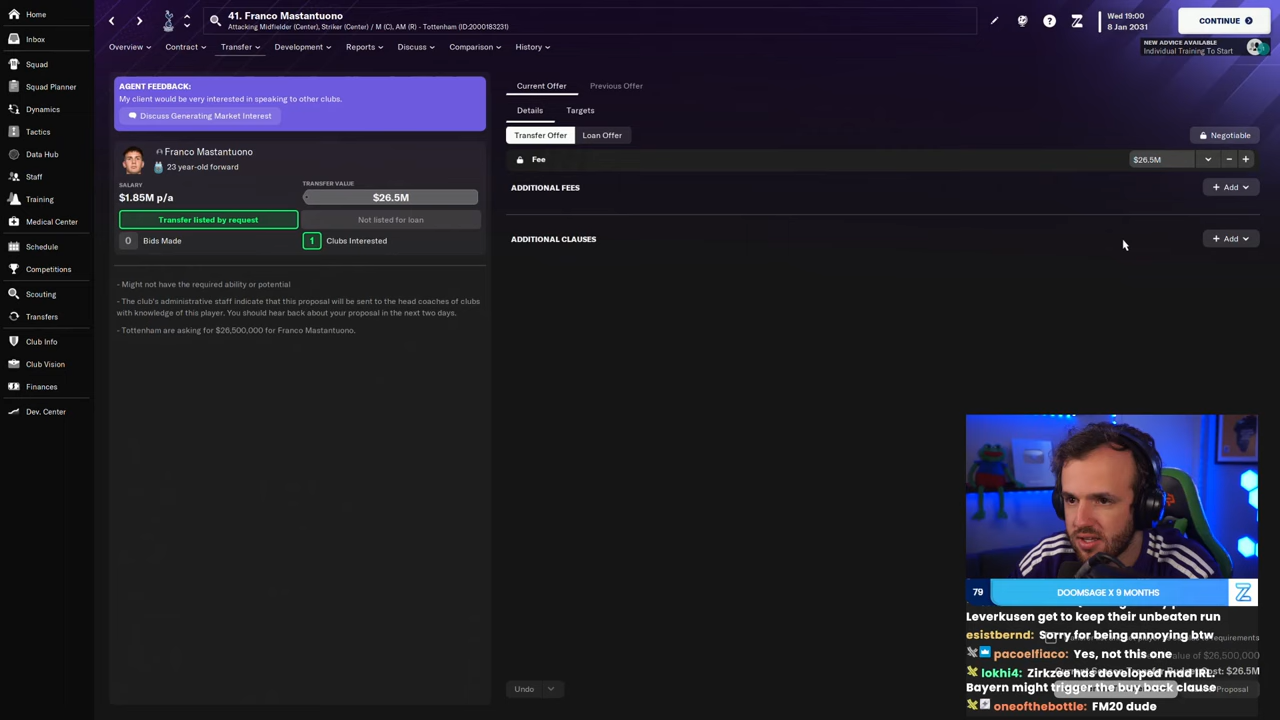 Home
Inbox
Squad
Squad Planner
Dynamics
Tactics
Data Hub
Staff
Training
Medical Center
Schedule
Competitions
Scouting
Transfers
Club Info
Club Vision
Finances
Dev. Center
41. Franco Mastantuono
Attacking Midfielder (Center), Striker (Center) / M (C), AM (R) - Tottenham (ID:2000183231)
Wed 19:00
8 Jan 2031
CONTINUE
Overview
Contract
Transfer
Development
Reports
Discuss
Comparison
History
NEW ADVICE AVAILABLE
Individual Training To Start
AGENT FEEDBACK:
My client would be very interested in speaking to other clubs.
Discuss Generating Market Interest
Franco Mastantuono
23 year-old forward
SALARY
$1.85M p/a
TRANSFER VALUE
$26.5M
Transfer listed by request
Not listed for loan
0 Bids Made
1 Clubs Interested
- Might not have the required ability or potential
- The club's administrative staff indicate that this proposal will be sent to the head coaches of clubs
with knowledge of this player. You should hear back about your proposal in the next two days.
- Tottenham are asking for $26,500,000 for Franco Mastantuono.
Current Offer
Previous Offer
Details
Targets
Transfer Offer
Loan Offer
Negotiable
Fee
$26.5M
ADDITIONAL FEES
+ Add
ADDITIONAL CLAUSES
+ Add
Undo
79
DOOMSAGE X 9 MONTHS
Z
Leverkusen get to keep their unbeaten run
esistbernd: Sorry for being annoying btw
requirements
pacoelfiaco: Yes, not this one
value of $26,500,000
lokhi4: Zirkzee has developed mad IRL.
Cost: $26.5M
Bayern might trigger the buy back clause
Proposal
oneofthebottle: FM20 dude